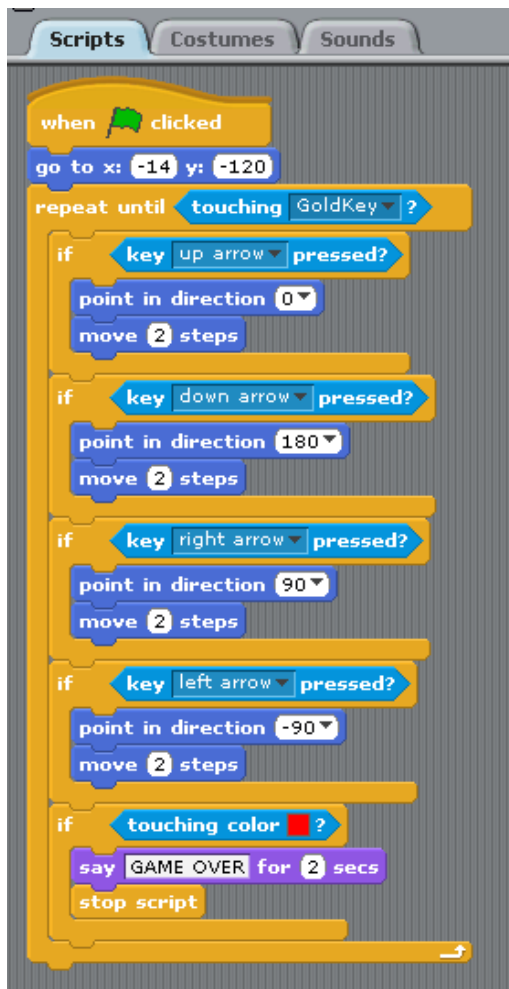 Scripts Costumes Sounds
when clicked
go to x: -14 y: -120
repeat until touching GoldKey ?
if key up arrow pressed?
point in direction 0
move 2 steps
if key down arrow pressed?
point in direction 180
move 2 steps
if key right arrow pressed?
point in direction 90
move 2 steps
if key left arrow pressed?
point in direction -90
move 2 steps
if touching color ?
say GAME OVER for 2 secs
stop script